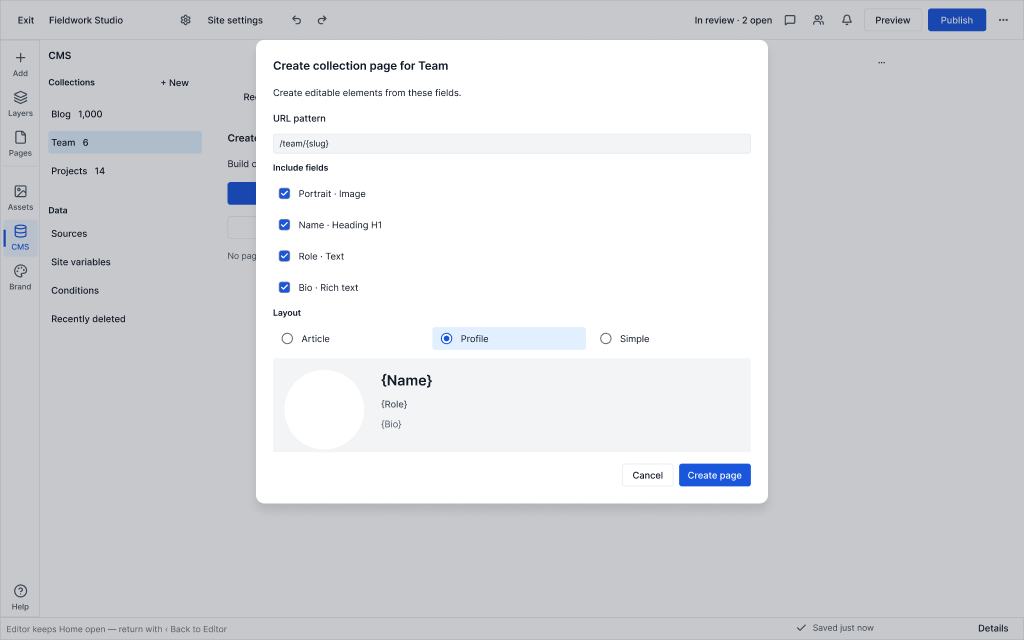 Exit Fieldwork Studio Site settings In review · 2 open Preview Publish
Add
Layers
Pages
Assets
CMS
Brand
Help
CMS
Collections + New
Blog 1,000
Team 6
Projects 14
Data
Sources
Site variables
Conditions
Recently deleted
Create collection page for Team
Create editable elements from these fields.
URL pattern
/team/{slug}
Include fields
Portrait · Image
Name · Heading H1
Role · Text
Bio · Rich text
Layout
Article Profile Simple
{Name}
{Role}
{Bio}
Cancel Create page
Build
No
Editor keeps Home open — return with ‹ Back to Editor Saved just now Details